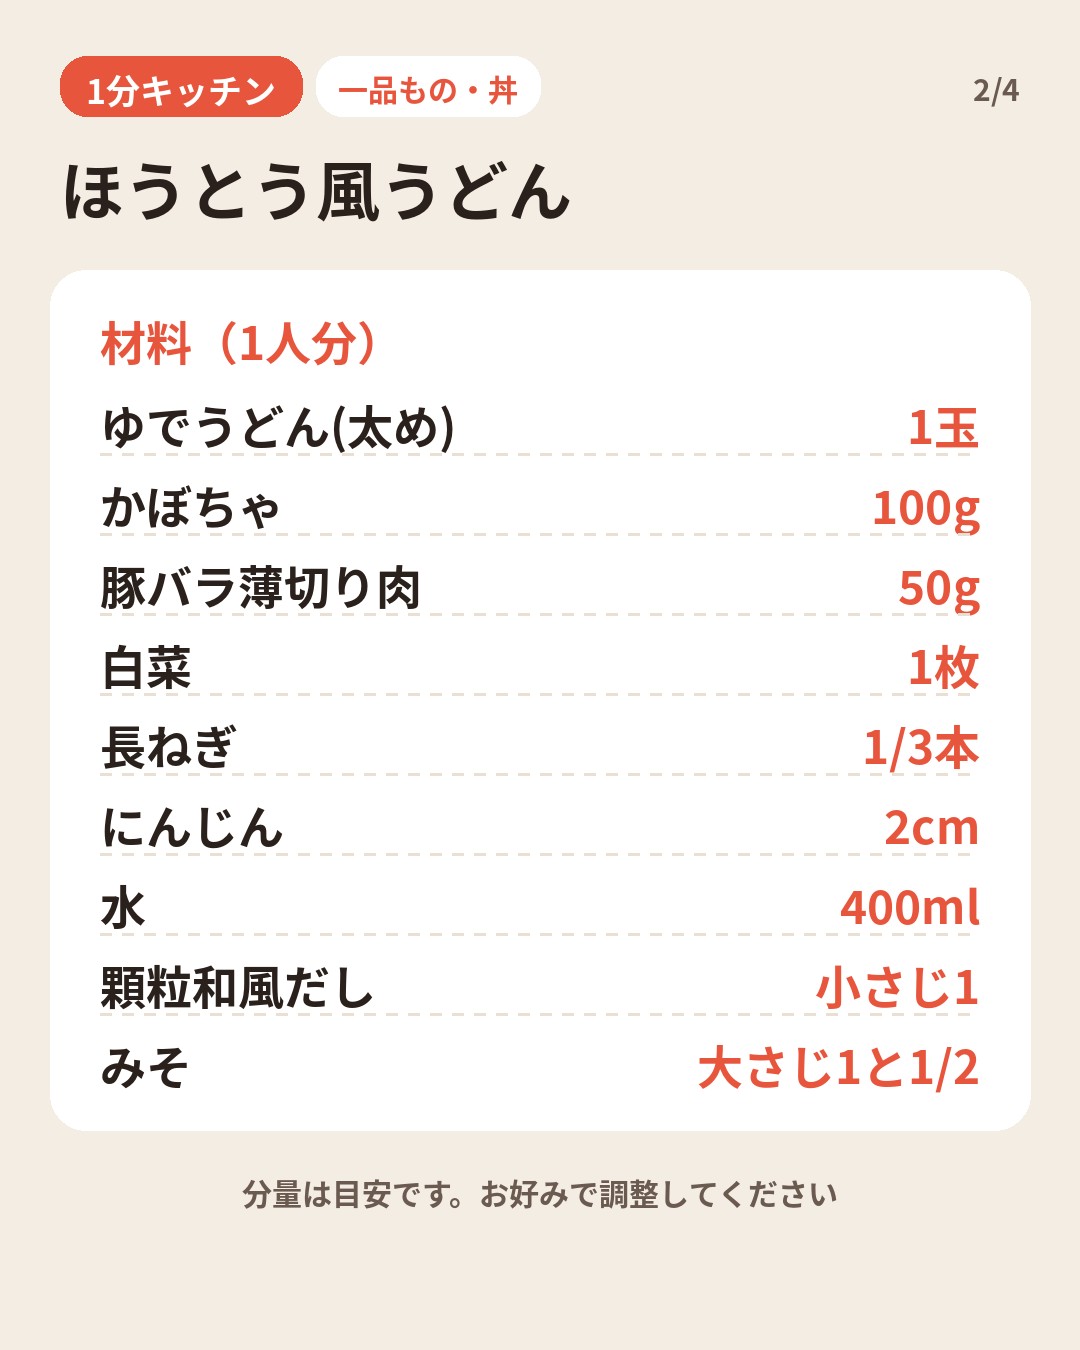 1分キッチン 一品もの・丼 2/4
ほうとう風うどん
材料（1人分）
ゆでうどん(太め) 1玉
かぼちゃ 100g
豚バラ薄切り肉 50g
白菜 1枚
長ねぎ 1/3本
にんじん 2cm
水 400ml
顆粒和風だし 小さじ1
みそ 大さじ1と1/2
分量は目安です。お好みで調整してください